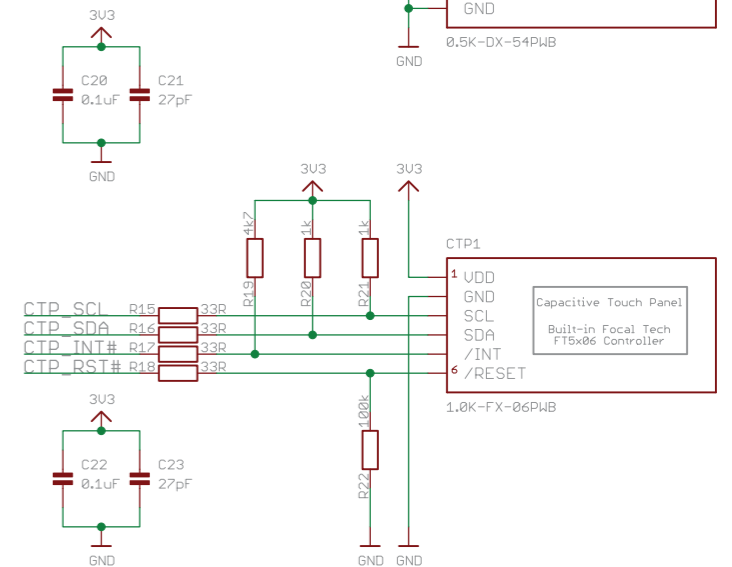 GND
0.5K-DX-54PWB
GND
3V3
C20
0.1uF
C21
27pF
GND
3V3
3V3
4k7
1k
1k
R19
R20
R21
CTP1
1 VDD
GND
SCL
SDA
/INT
6 /RESET
Capacitive Touch Panel
Built-in Focal Tech
FT5x06 Controller
1.0K-FX-06PWB
CTP_SCL R15 33R
CTP_SDA R16 33R
CTP_INT# R17 33R
CTP_RST# R18 33R
3V3
C22
0.1uF
C23
27pF
GND
100k
R22
GND
GND